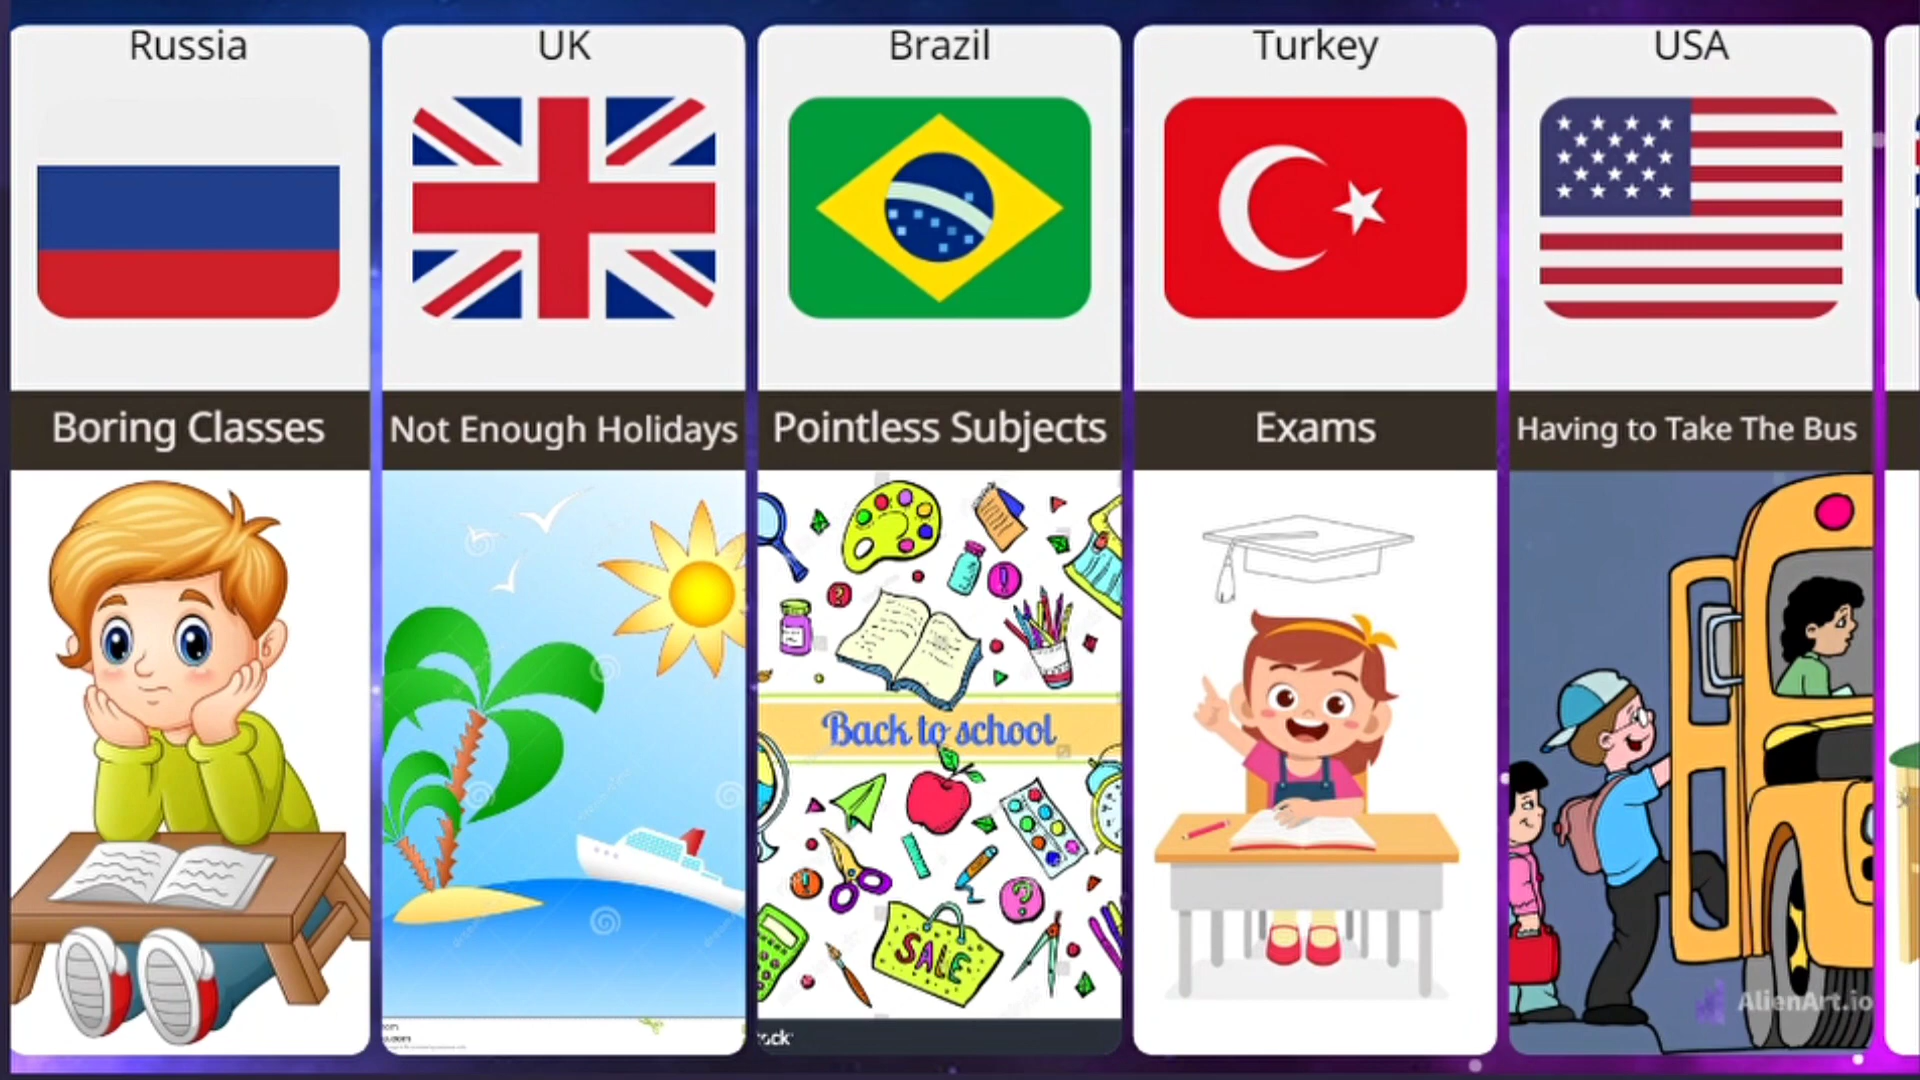 Russia
UK
Brazil
Turkey
USA
Boring Classes
Not Enough Holidays
Pointless Subjects
Exams
Having to Take The Bus
Back to school
SALE
AlienArt.io